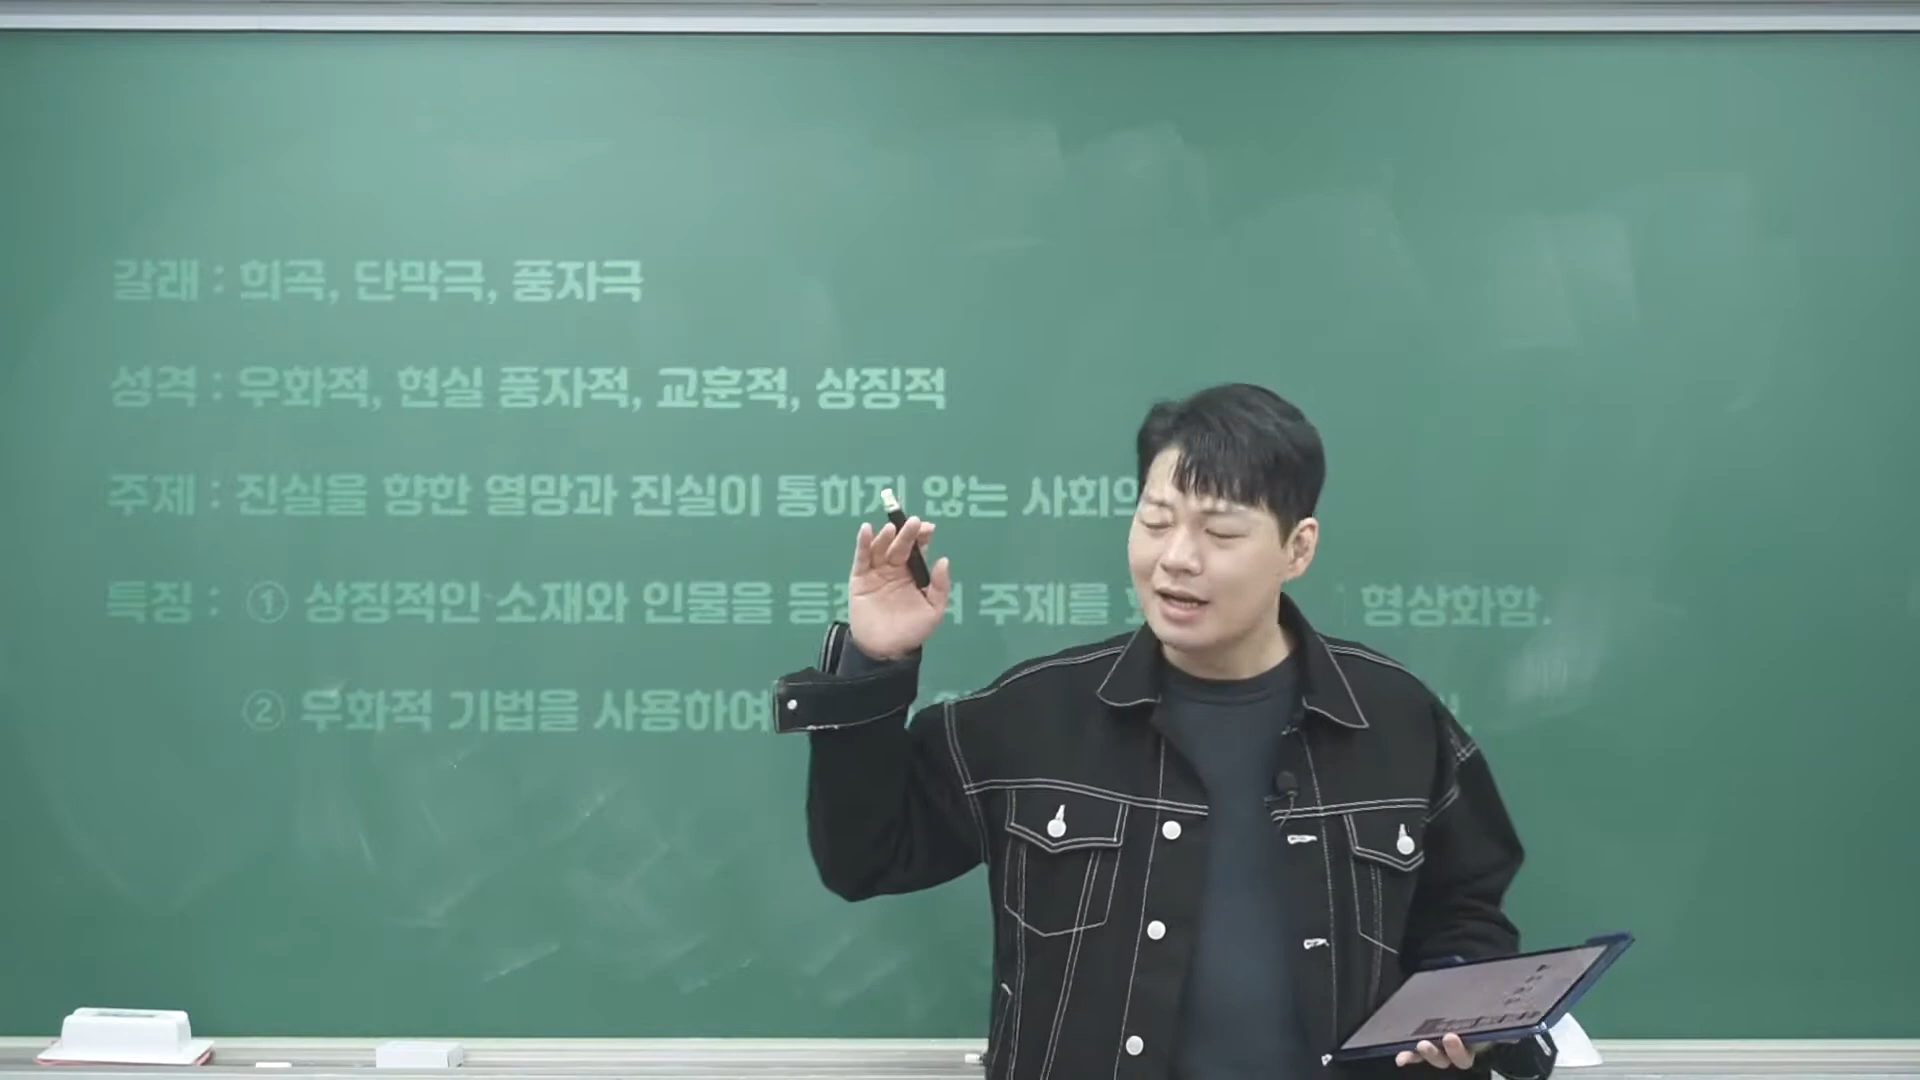 갈래 : 희곡, 단막극, 풍자극
성격 : 우화적, 현실 풍자적, 교훈적, 상징적
주제 : 진실을 향한 열망과 진실이 통하지 않는 사회의
특징 : ① 상징적인 소재와 인물을 주제를 형상화함.
② 우화적 기법을 사용하여